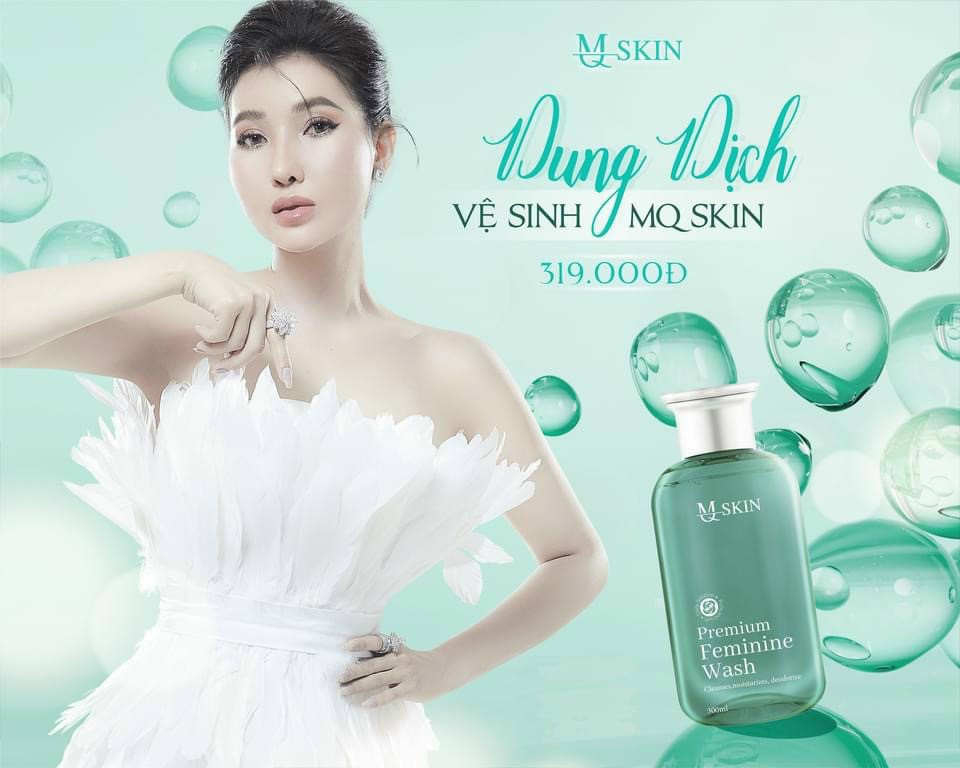 MQ SKIN
Dung Dịch
VỆ SINH MQ SKIN
319.000Đ
MQ SKIN
Premium
Feminine
Wash
Cleanses,moisturizes, deodorize
300ml